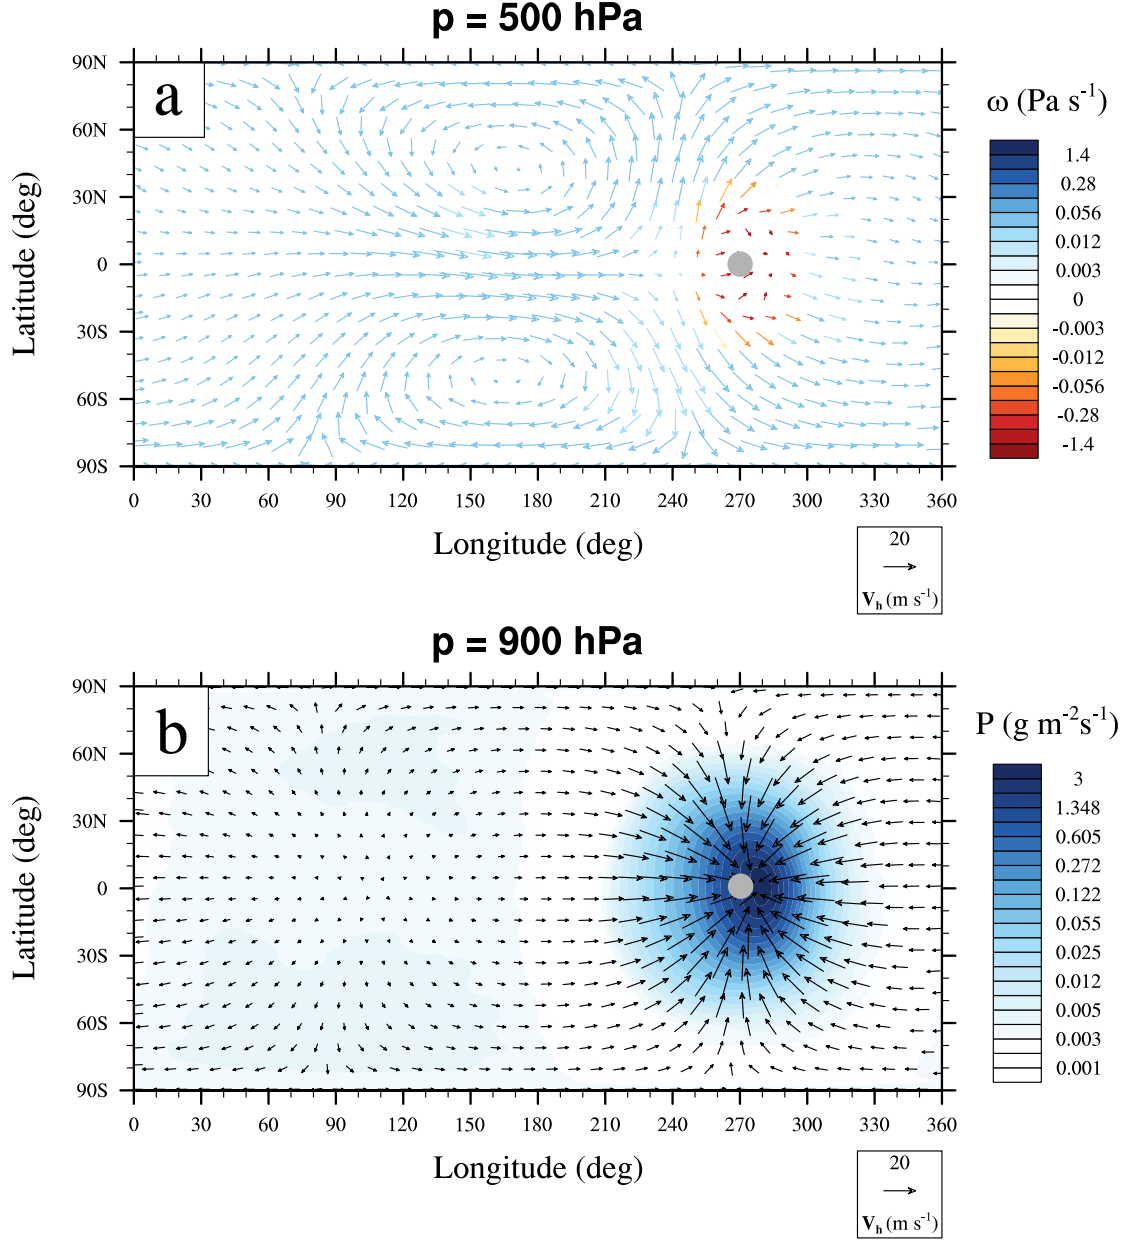 p = 500 hPa
a
90N
60N
30N
0
30S
60S
90S
Latitude (deg)
0 30 60 90 120 150 180 210 240 270 300 330 360
Longitude (deg)
ω (Pa s⁻¹)
1.4
0.28
0.056
0.012
0.003
0
-0.003
-0.012
-0.056
-0.28
-1.4
20
Vₕ (m s⁻¹)
p = 900 hPa
b
90N
60N
30N
0
30S
60S
90S
Latitude (deg)
0 30 60 90 120 150 180 210 240 270 300 330 360
Longitude (deg)
P (g m⁻²s⁻¹)
3
1.348
0.605
0.272
0.122
0.055
0.025
0.012
0.005
0.003
0.001
20
Vₕ (m s⁻¹)